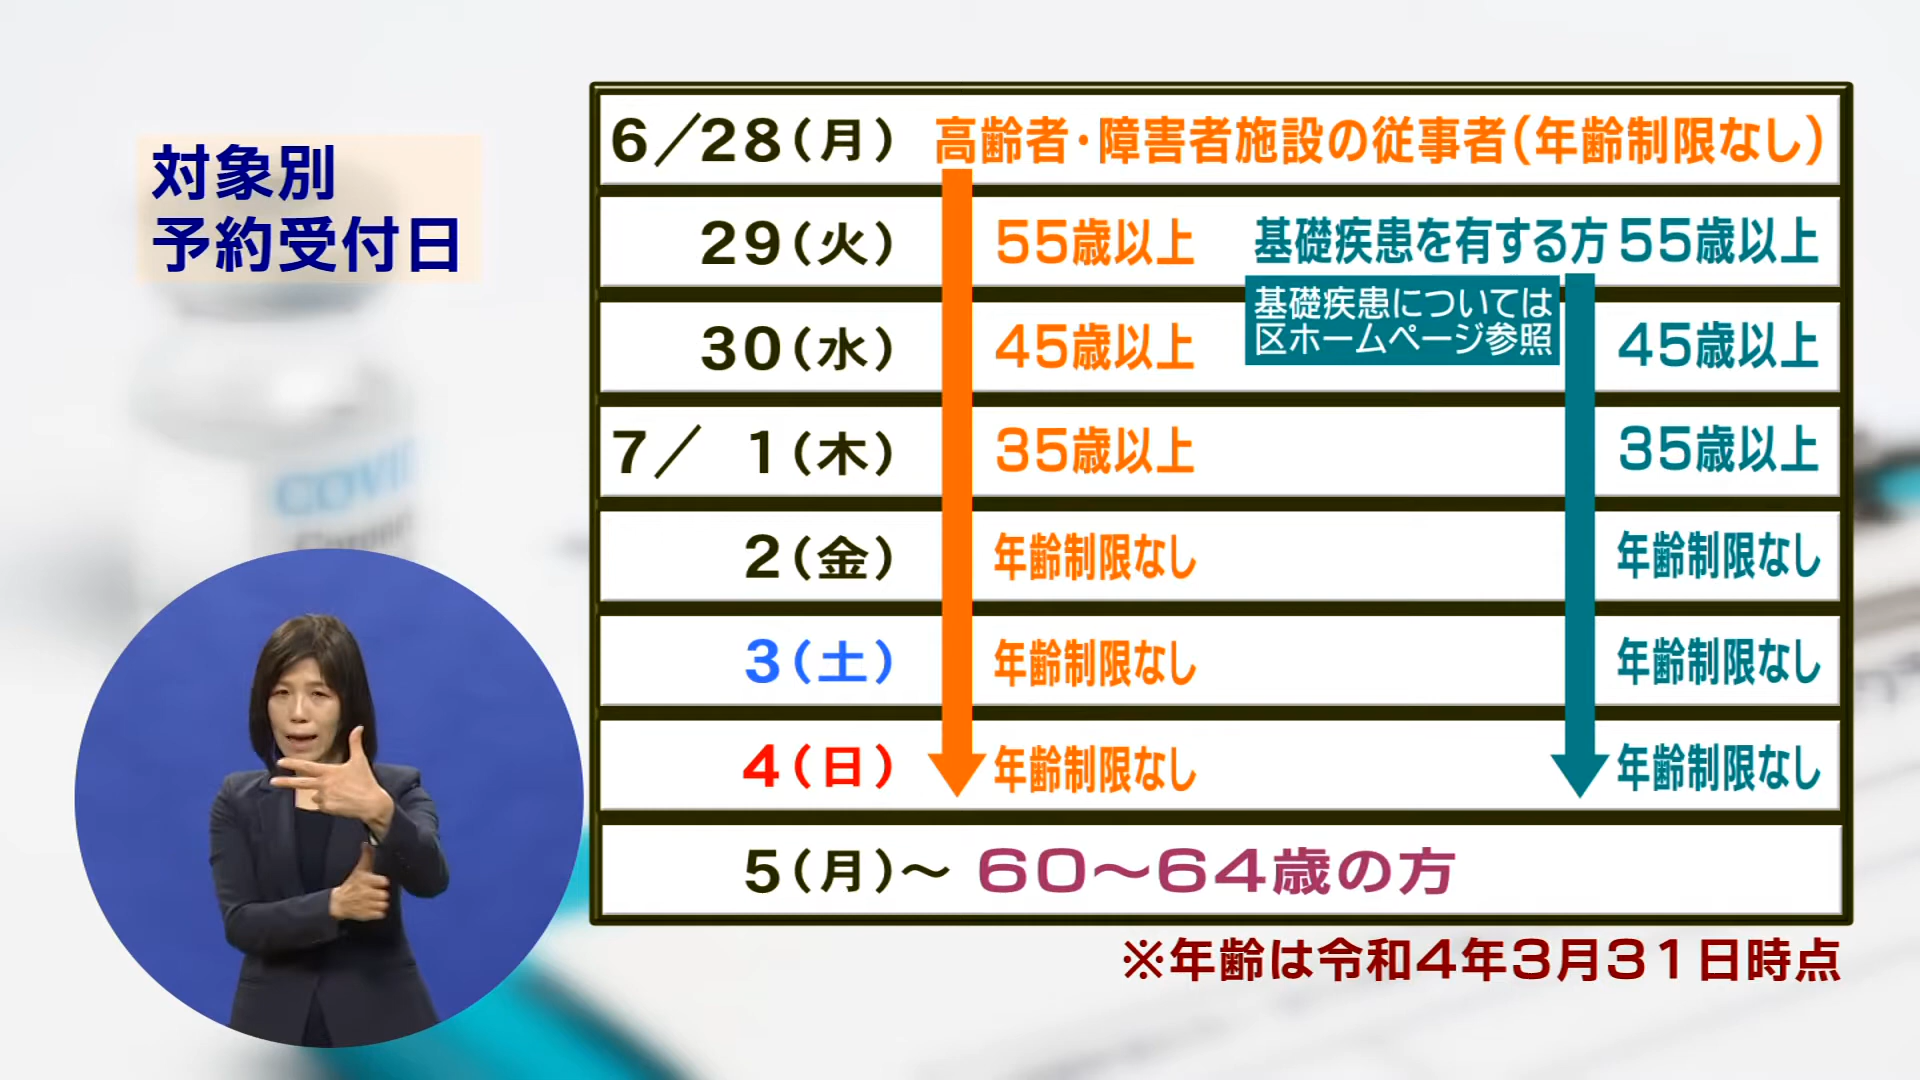 対象別
予約受付日
6／28（月） 高齢者・障害者施設の従事者（年齢制限なし）
29（火） 55歳以上 基礎疾患を有する方 55歳以上
基礎疾患については
区ホームページ参照
30（水） 45歳以上 45歳以上
7／ 1（木） 35歳以上 35歳以上
2（金） 年齢制限なし 年齢制限なし
3（土） 年齢制限なし 年齢制限なし
4（日） 年齢制限なし 年齢制限なし
5（月）～ 60～64歳の方
※年齢は令和4年3月31日時点